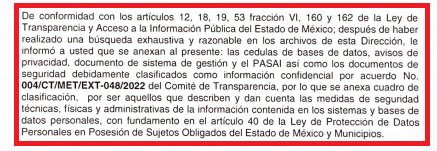 De conformidad con los artículos 12, 18, 19, 53 fracción VI, 160 y 162 de la Ley de
Transparencia y Acceso a la Información Pública del Estado de México; después de haber
realizado una búsqueda exhaustiva y razonable en los archivos de esta Dirección, le
informó a usted que se anexan al presente: las cedulas de bases de datos, avisos de
privacidad, documento de sistema de gestión y el PASAI así como los documentos de
seguridad debidamente clasificados como información confidencial por acuerdo No.
004/CT/MET/EXT-048/2022 del Comité de Transparencia, por lo que se anexa cuadro de
clasificación, por ser aquellos que describen y dan cuenta las medidas de seguridad
técnicas, físicas y administrativas de la información contenida en los sistemas y bases de
datos personales, con fundamento en el artículo 40 de la Ley de Protección de Datos
Personales en Posesión de Sujetos Obligados del Estado de México y Municipios.